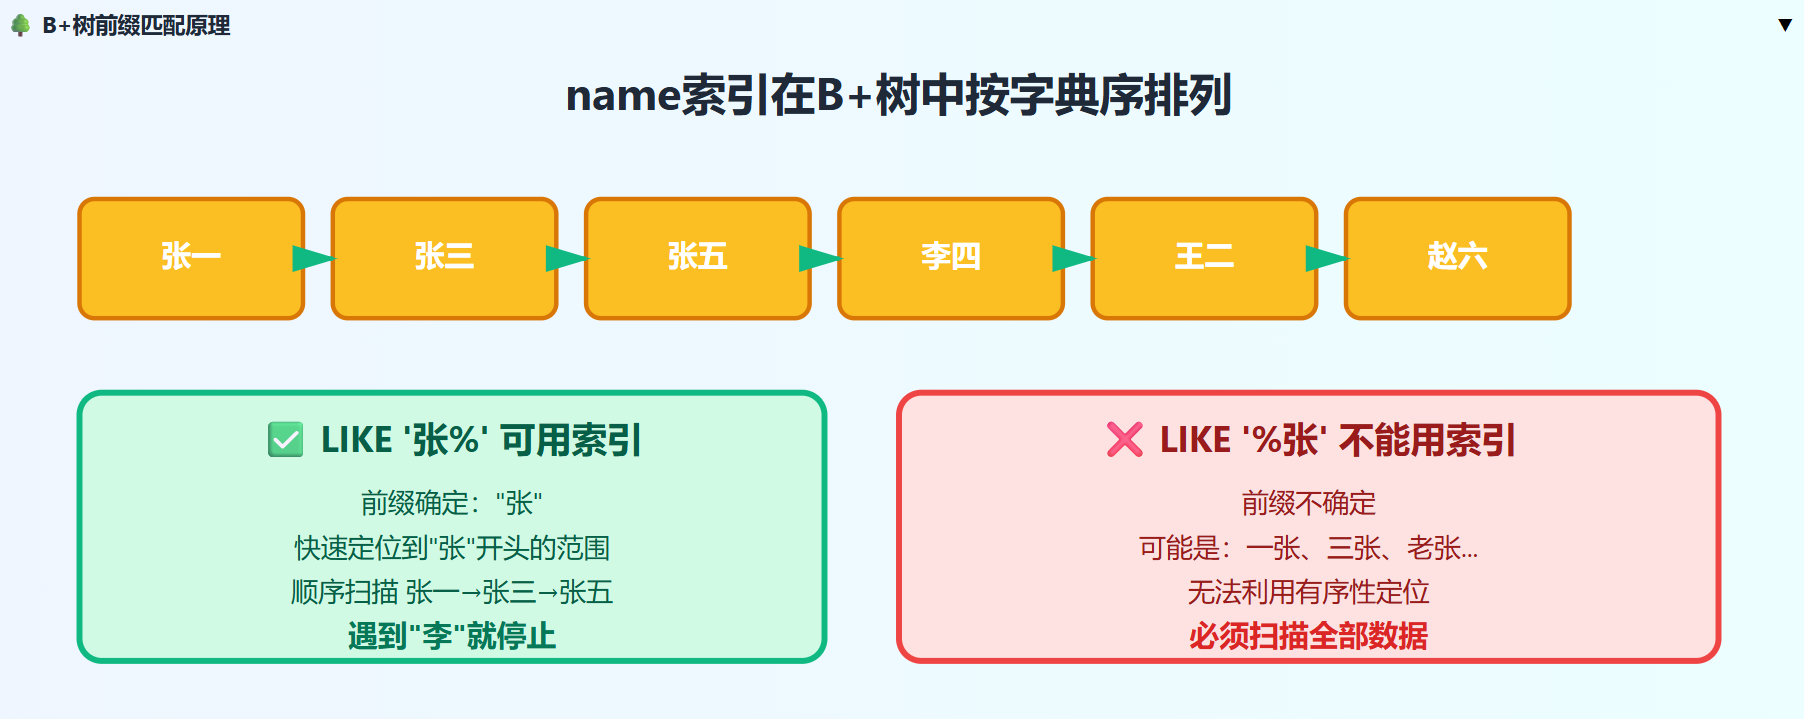 B+树前缀匹配原理
name索引在B+树中按字典序排列
张一
张三
张五
李四
王二
赵六
LIKE '张%' 可用索引
前缀确定："张"
快速定位到"张"开头的范围
顺序扫描 张一→张三→张五
遇到"李"就停止
LIKE '%张' 不能用索引
前缀不确定
可能是：一张、三张、老张...
无法利用有序性定位
必须扫描全部数据